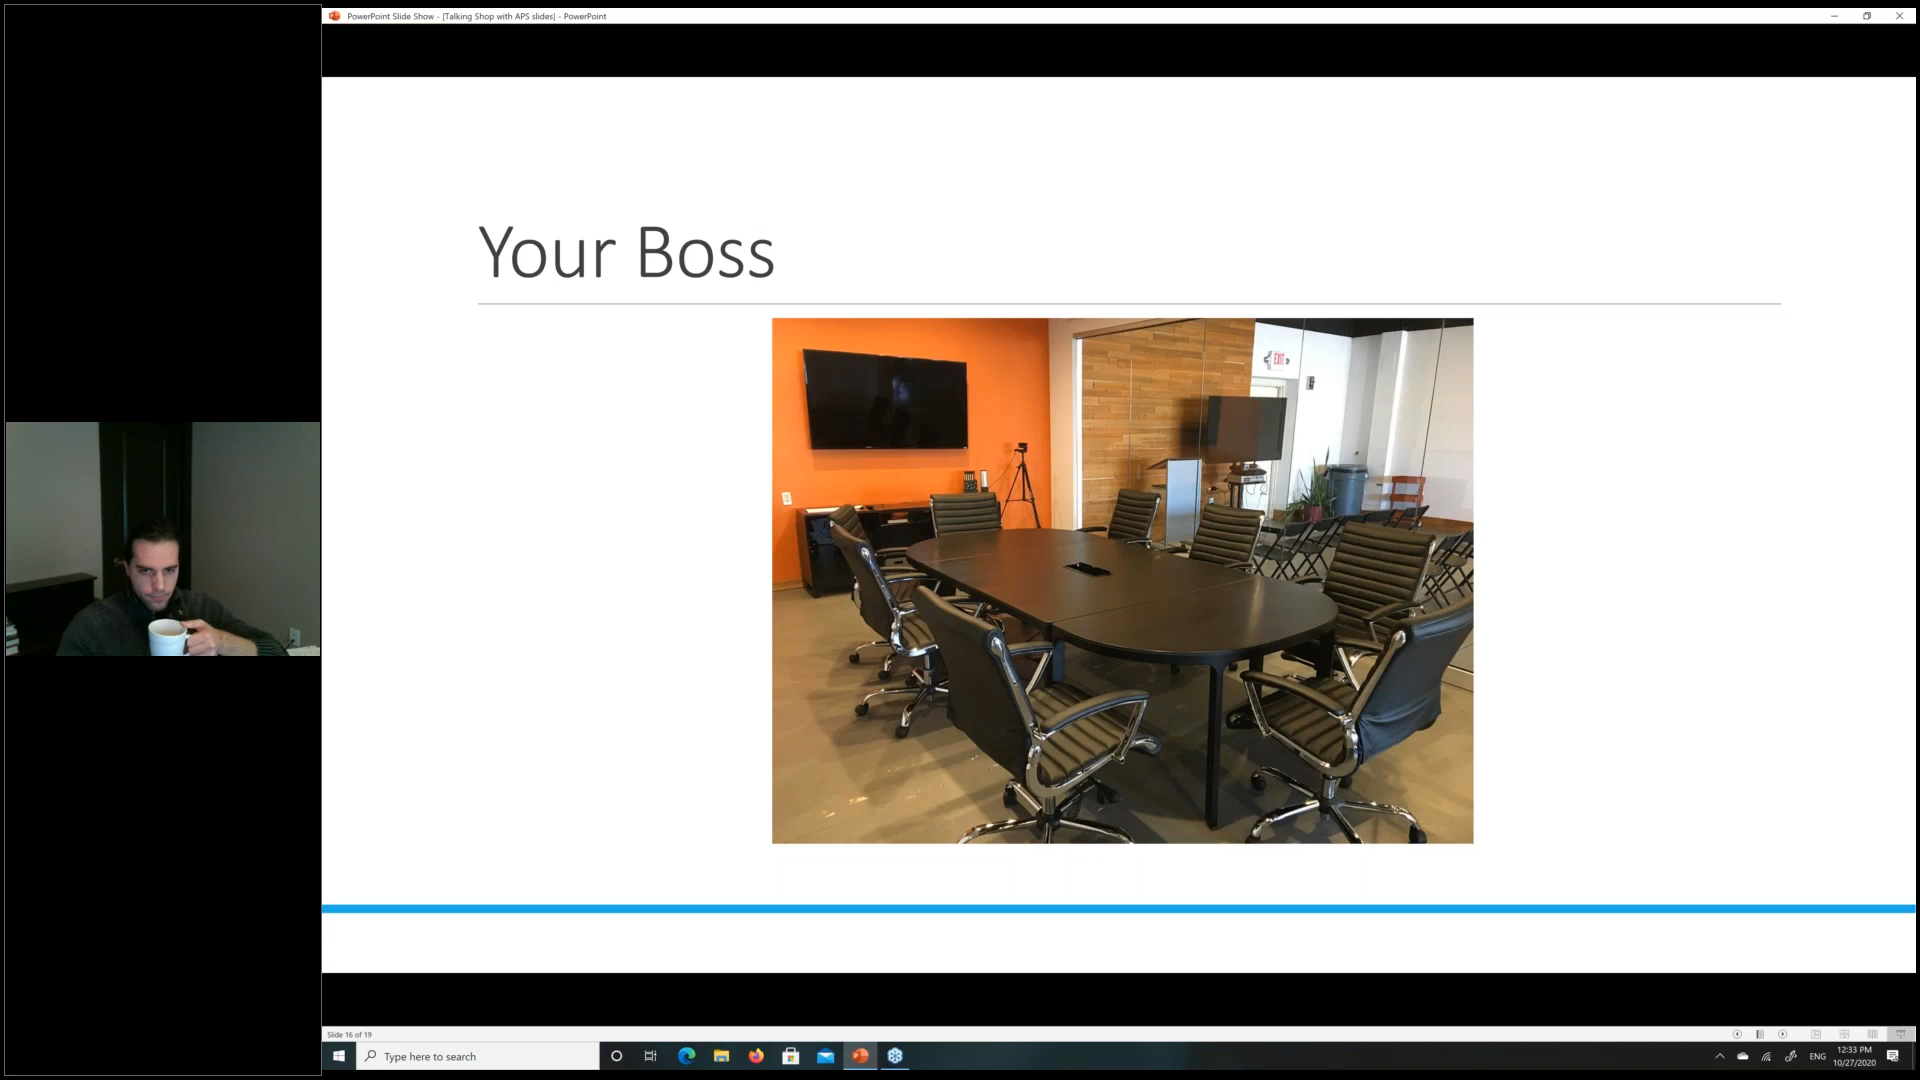 PowerPoint Slide Show - [Talking Shop with APS slides] - PowerPoint
Your Boss
EXIT
Slide 16 of 19
Type here to search
ENG
12:33 PM
10/27/2020